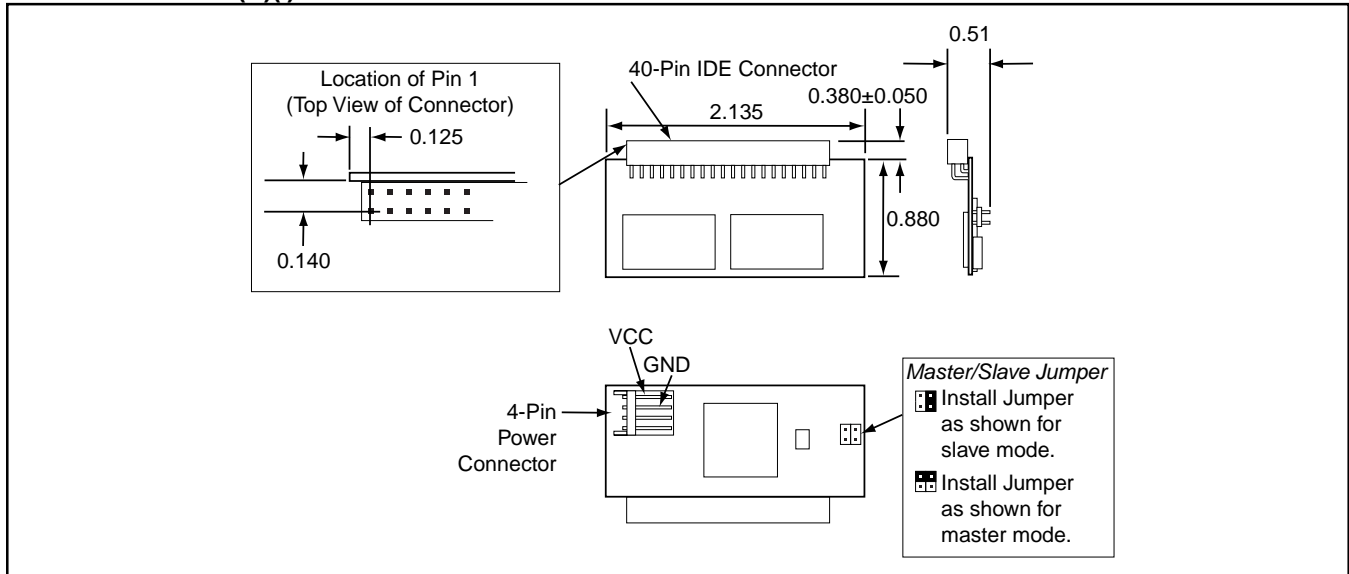 Location of Pin 1
(Top View of Connector)
0.125
0.140
40-Pin IDE Connector
2.135
0.380±0.050
0.880
0.51
VCC
GND
4-Pin
Power
Connector
Master/Slave Jumper
Install Jumper
as shown for
slave mode.
Install Jumper
as shown for
master mode.